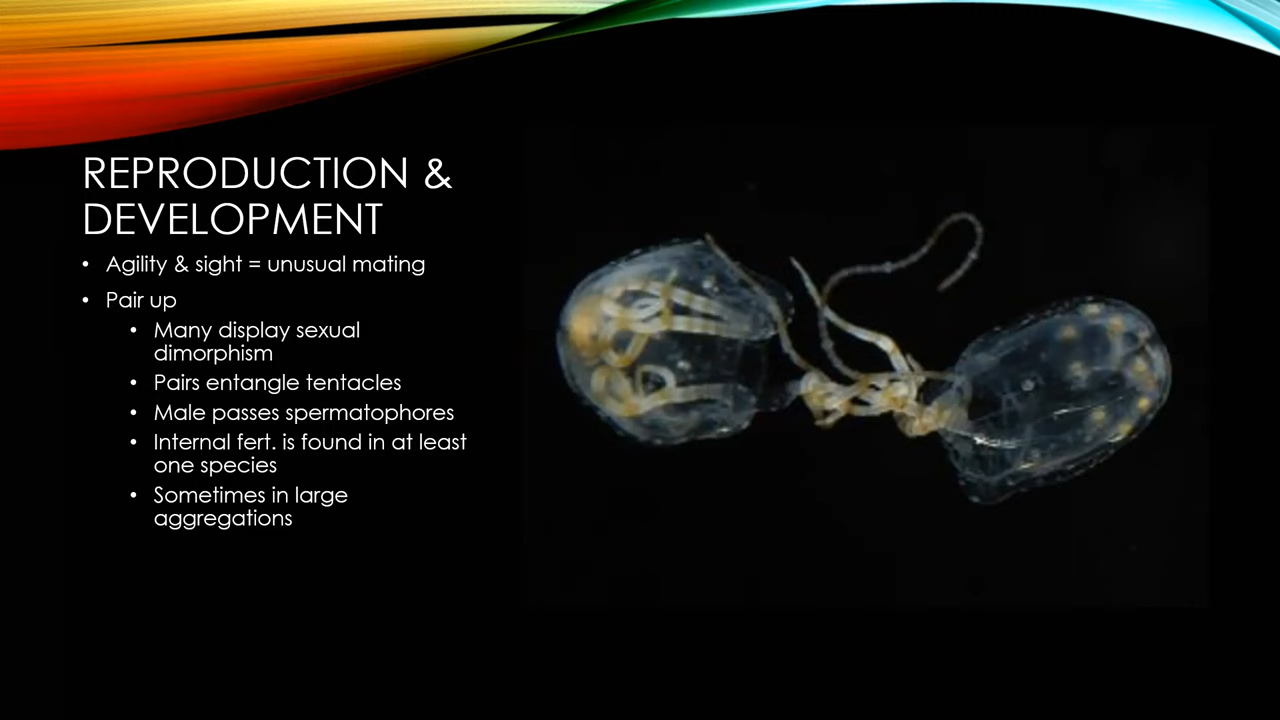 REPRODUCTION &
DEVELOPMENT
• Agility & sight = unusual mating
• Pair up
• Many display sexual
dimorphism
• Pairs entangle tentacles
• Male passes spermatophores
• Internal fert. is found in at least
one species
• Sometimes in large
aggregations